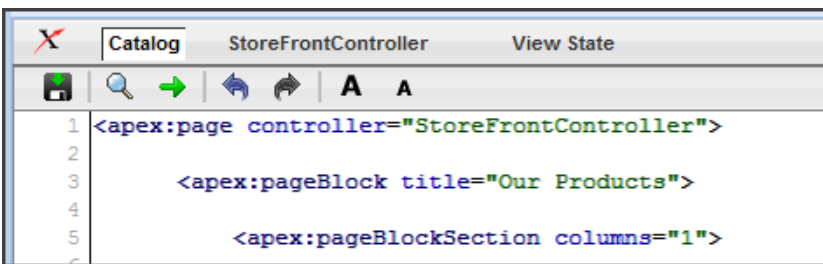 Catalog StoreFrontController View State
A A
1 <apex:page controller="StoreFrontController">
2
3 <apex:pageBlock title="Our Products">
4
5 <apex:pageBlockSection columns="1">